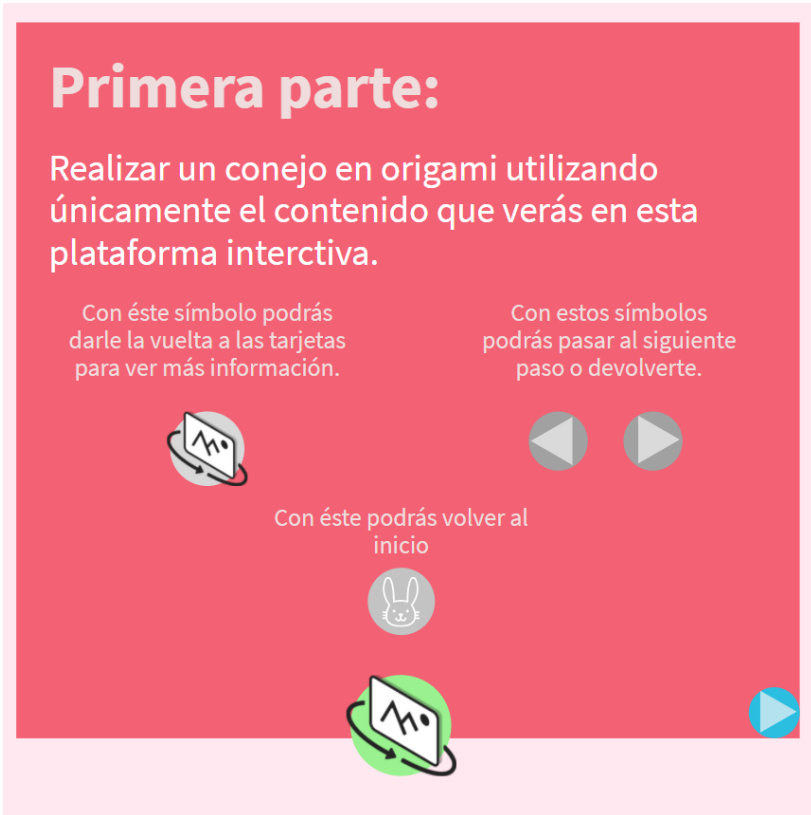 Primera parte:
Realizar un conejo en origami utilizando
únicamente el contenido que verás en esta
plataforma interctiva.
Con éste símbolo podrás
darle la vuelta a las tarjetas
para ver más información.
Con estos símbolos
podrás pasar al siguiente
paso o devolverte.
Con éste podrás volver al
inicio